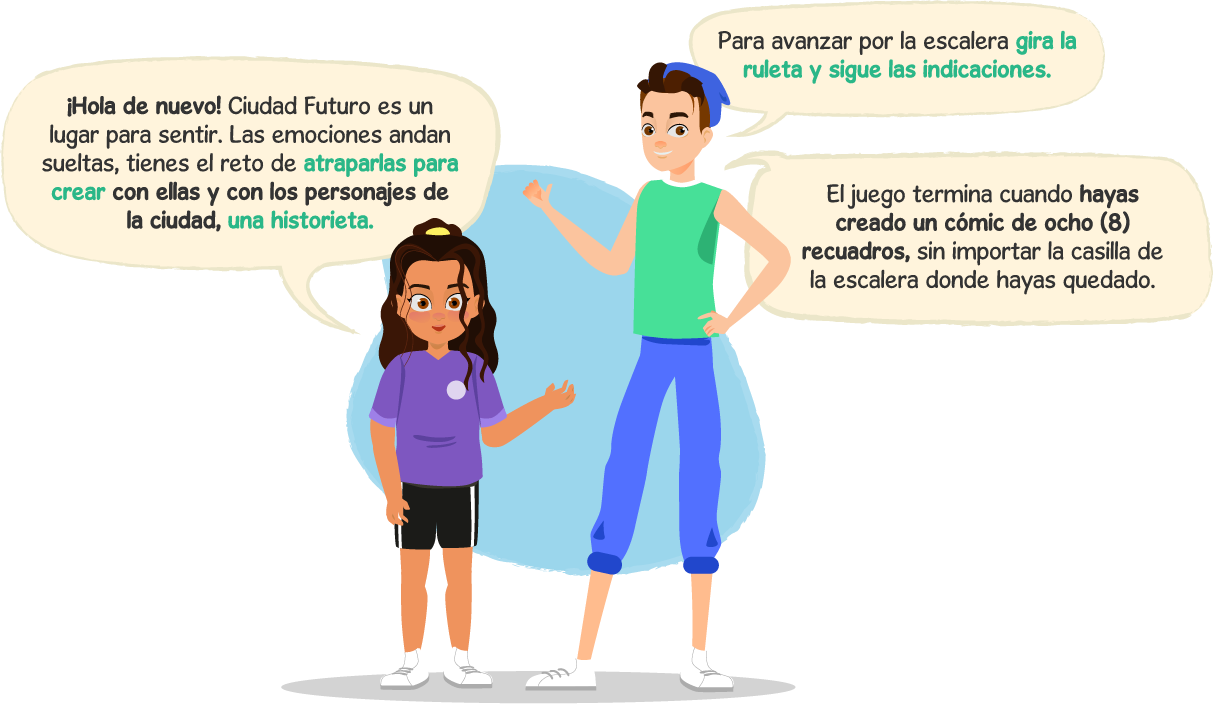 ¡Hola de nuevo! Ciudad Futuro es un
lugar para sentir. Las emociones andan
sueltas, tienes el reto de atraparlas para
crear con ellas y con los personajes de
la ciudad, una historieta.
Para avanzar por la escalera gira la
ruleta y sigue las indicaciones.
El juego termina cuando hayas
creado un cómic de ocho (8)
recuadros, sin importar la casilla de
la escalera donde hayas quedado.